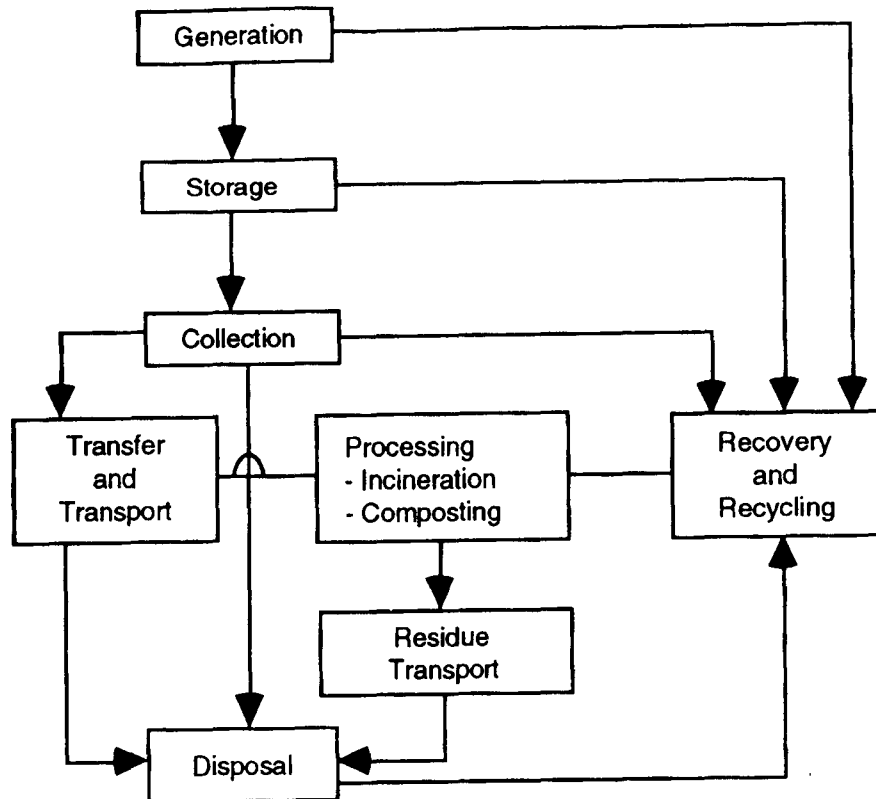 Generation
Storage
Collection
Transfer
and
Transport
Processing
- Incineration
- Composting
Recovery
and
Recycling
Residue
Transport
Disposal